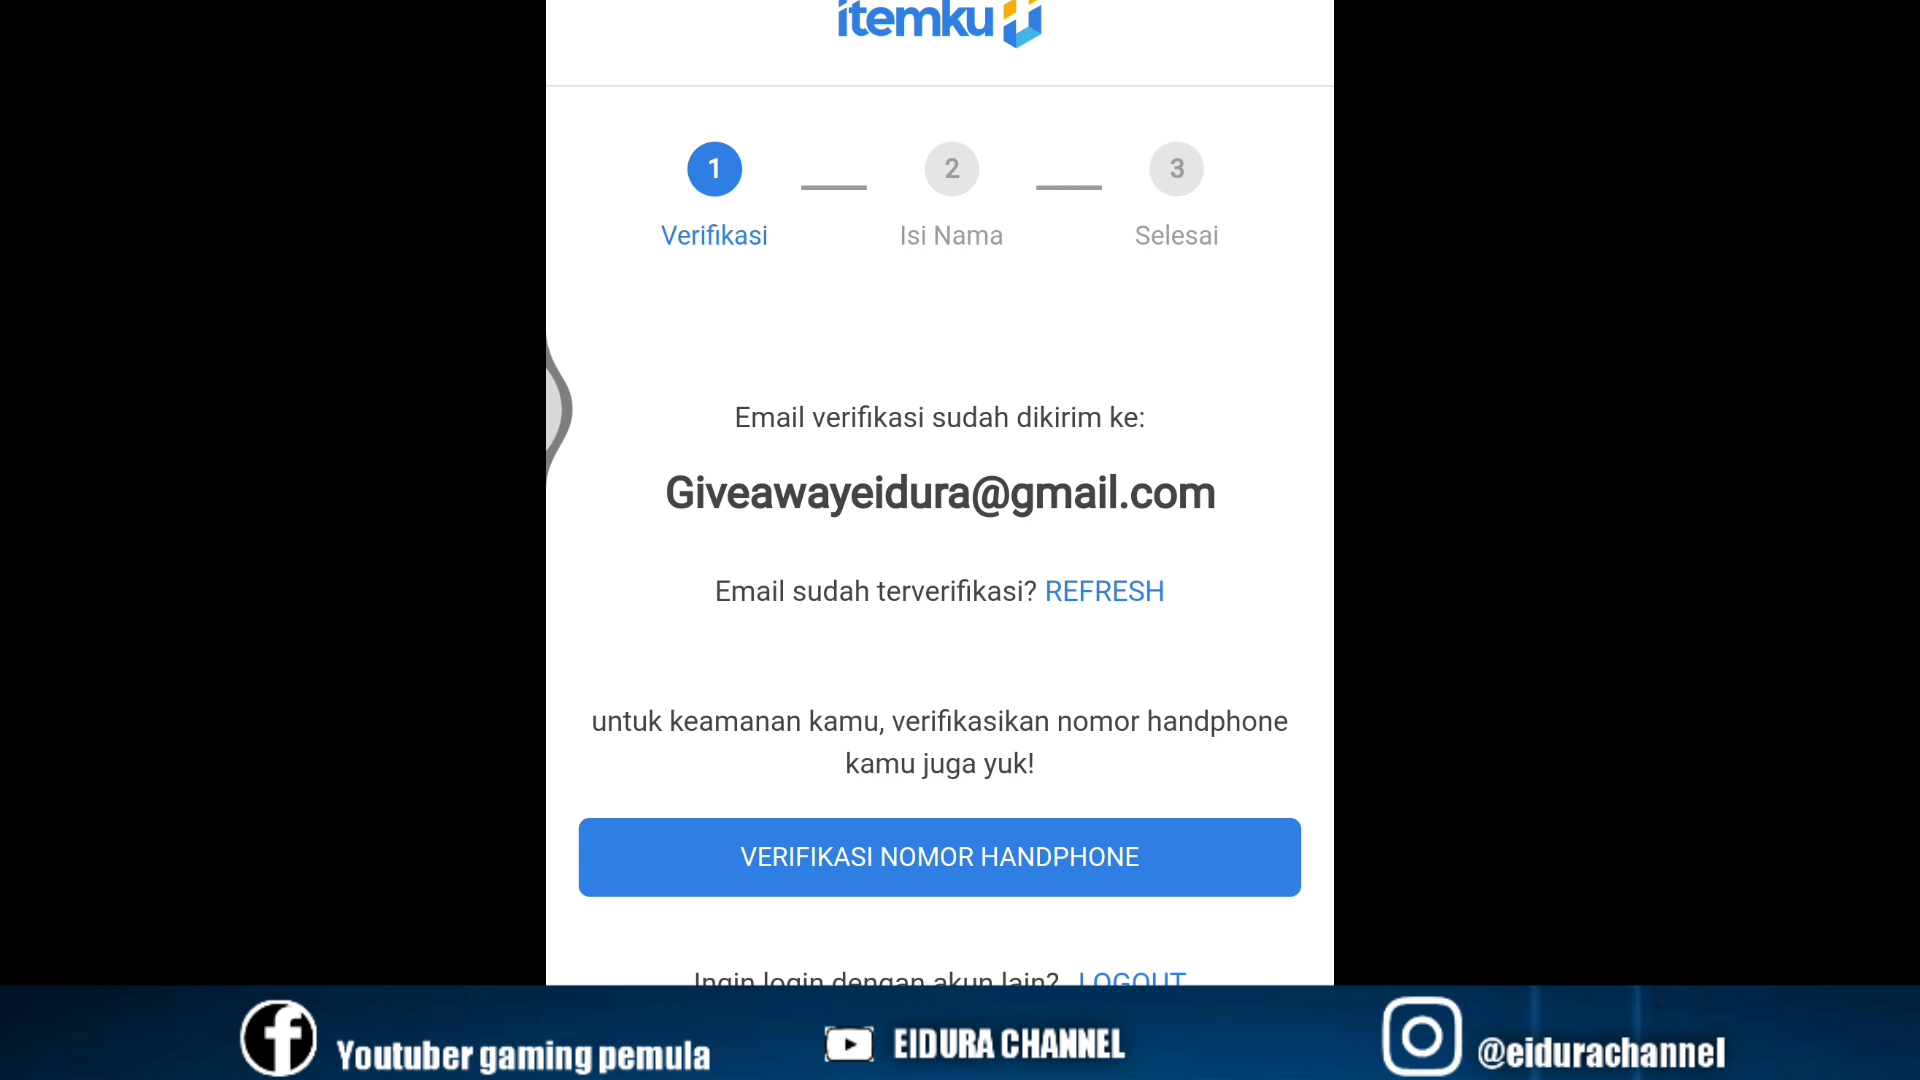 itemku
1
2
3
Verifikasi
Isi Nama
Selesai
Email verifikasi sudah dikirim ke:
Giveawayeidura@gmail.com
Email sudah terverifikasi? REFRESH
untuk keamanan kamu, verifikasikan nomor handphone
kamu juga yuk!
VERIFIKASI NOMOR HANDPHONE
Ingin login dengan akun lain? LOGOUT
Youtuber gaming pemula
EIDURA CHANNEL
@eidurachannel